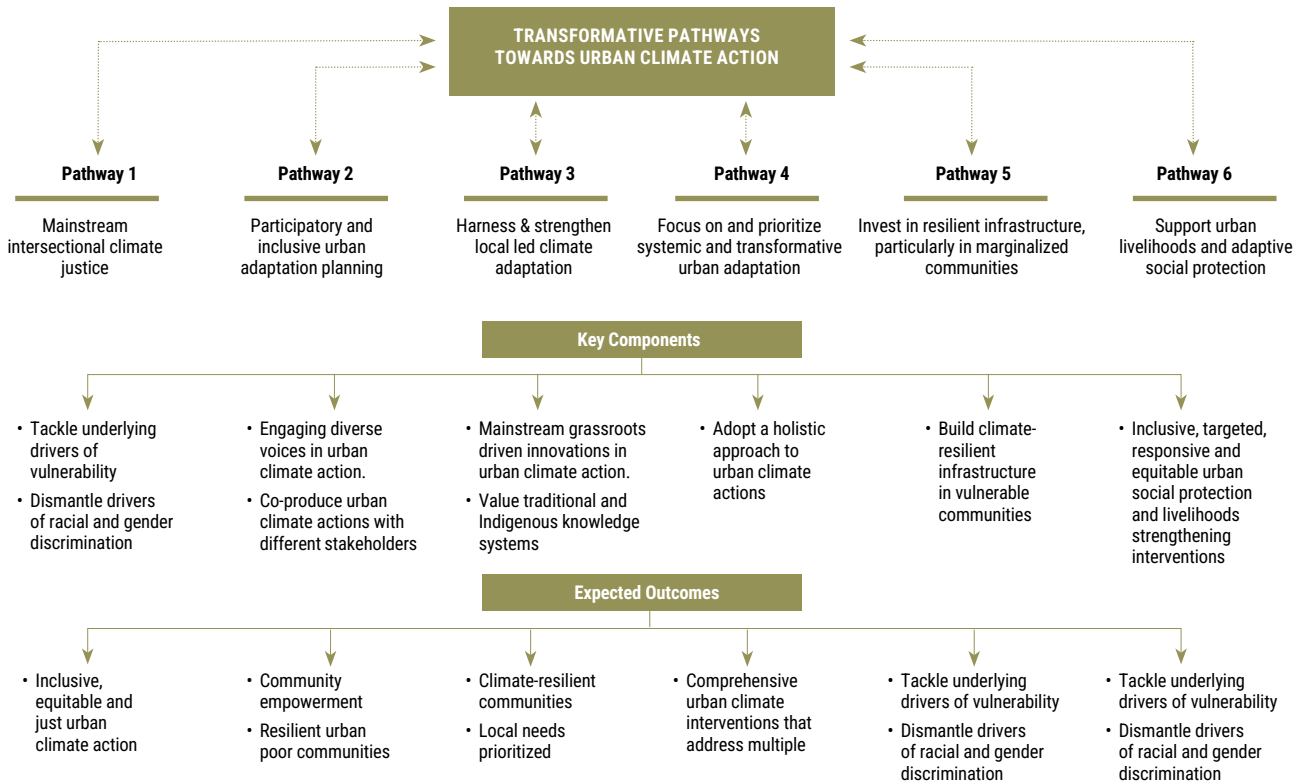 TRANSFORMATIVE PATHWAYS
TOWARDS URBAN CLIMATE ACTION
Pathway 1
Mainstream
intersectional climate
justice
Pathway 2
Participatory and
inclusive urban
adaptation planning
Pathway 3
Harness & strengthen
local led climate
adaptation
Pathway 4
Focus on and prioritize
systemic and transformative
urban adaptation
Pathway 5
Invest in resilient infrastructure,
particularly in marginalized
communities
Pathway 6
Support urban
livelihoods and adaptive
social protection
Key Components
• Tackle underlying
drivers of
vulnerability
• Dismantle drivers
of racial and gender
discrimination
• Engaging diverse
voices in urban
climate action.
• Co-produce urban
climate actions with
different stakeholders
• Mainstream grassroots
driven innovations in
urban climate action.
• Value traditional and
Indigenous knowledge
systems
• Adopt a holistic
approach to
urban climate
actions
• Build climate-
resilient
infrastructure
in vulnerable
communities
• Inclusive, targeted,
responsive and
equitable urban
social protection
and livelihoods
strengthening
interventions
Expected Outcomes
• Inclusive,
equitable and
just urban
climate action
• Community
empowerment
• Resilient urban
poor communities
• Climate-resilient
communities
• Local needs
prioritized
• Comprehensive
urban climate
interventions that
address multiple
• Tackle underlying
drivers of vulnerability
• Dismantle drivers
of racial and gender
discrimination
• Tackle underlying
drivers of vulnerability
• Dismantle drivers
of racial and gender
discrimination